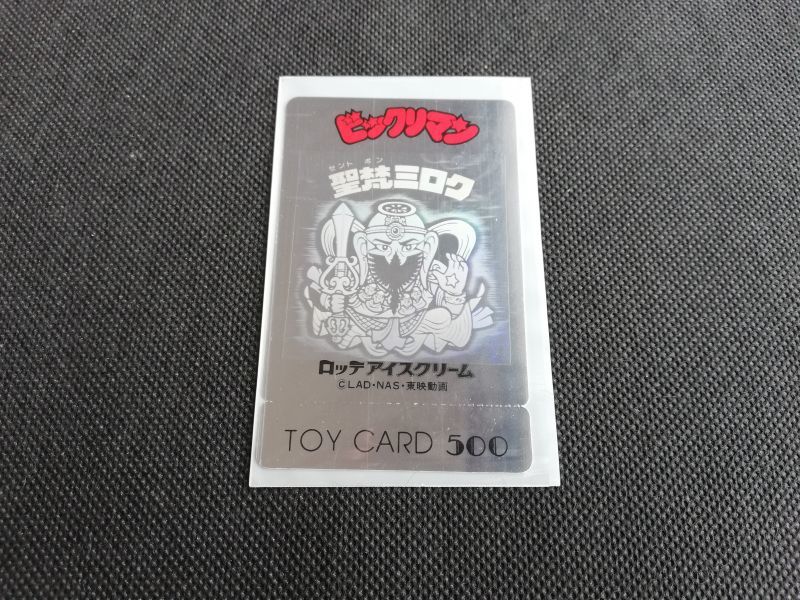 ビックリマン
セント ボン
聖梵ミロク
ロッテアイスクリーム
©LAD・NAS・東映動画
TOY CARD 500